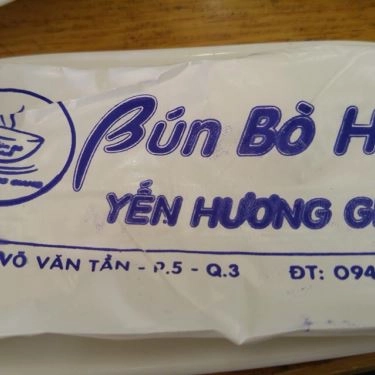 Bún Bò H
YẾN HƯƠNG G
VÕ VĂN TẦN - P.5 - Q.3 ĐT: 094